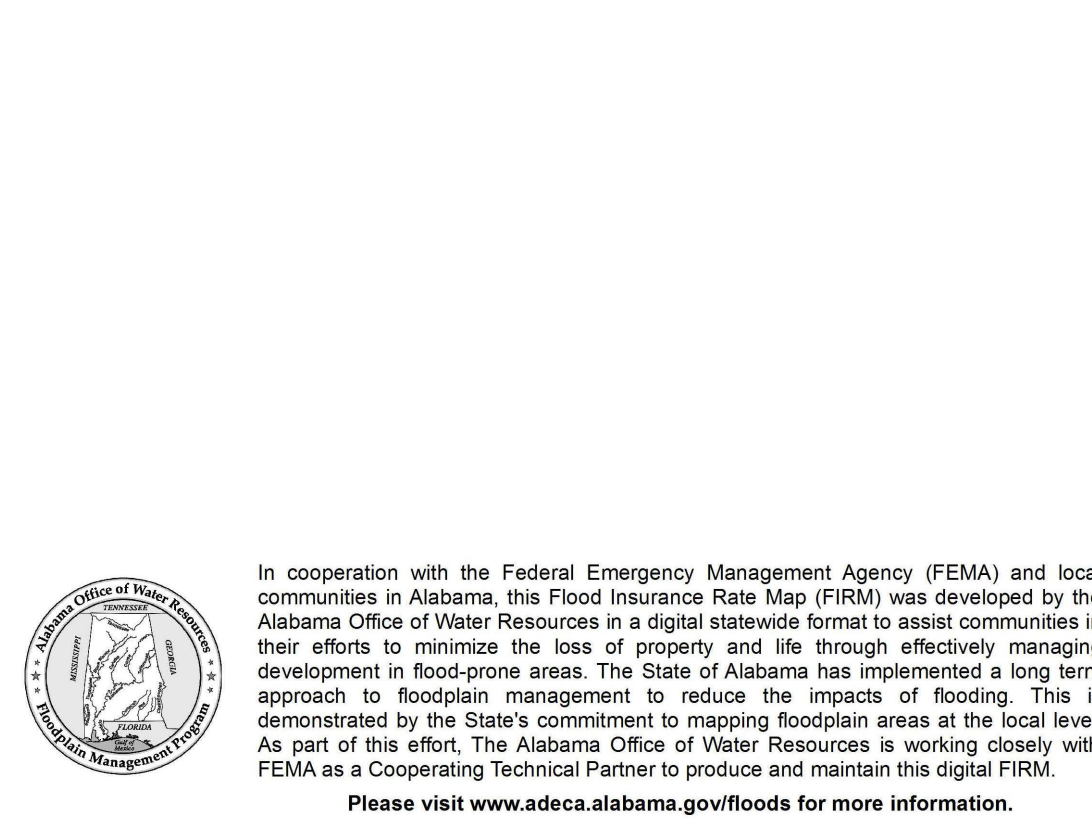 Alabama Office of Water Resources
TENNESSEE
MISSISSIPPI
GEORGIA
FLORIDA
Gulf of
Mexico
Floodplain Management Program
In cooperation with the Federal Emergency Management Agency (FEMA) and loca
communities in Alabama, this Flood Insurance Rate Map (FIRM) was developed by the
Alabama Office of Water Resources in a digital statewide format to assist communities i
their efforts to minimize the loss of property and life through effectively managing
development in flood-prone areas. The State of Alabama has implemented a long term
approach to floodplain management to reduce the impacts of flooding. This i
demonstrated by the State's commitment to mapping floodplain areas at the local leve
As part of this effort, The Alabama Office of Water Resources is working closely with
FEMA as a Cooperating Technical Partner to produce and maintain this digital FIRM.
Please visit www.adeca.alabama.gov/floods for more information.